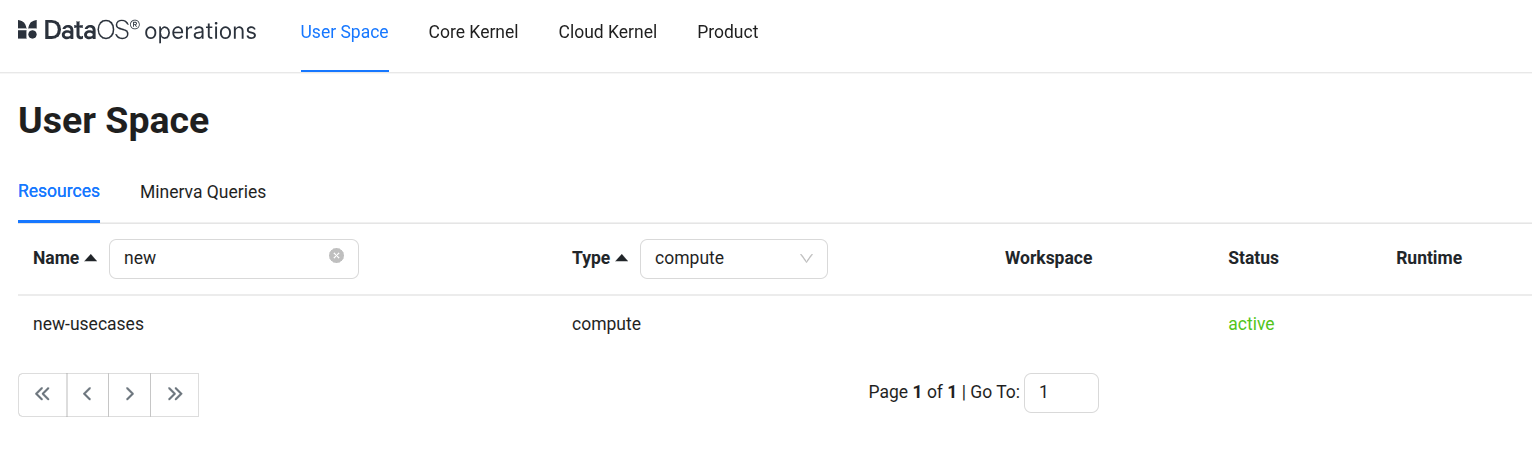 DataOS® operations User Space Core Kernel Cloud Kernel Product
User Space
Resources Minerva Queries
Name new Type compute Workspace Status Runtime
new-usecases compute active
Page 1 of 1 | Go To: 1